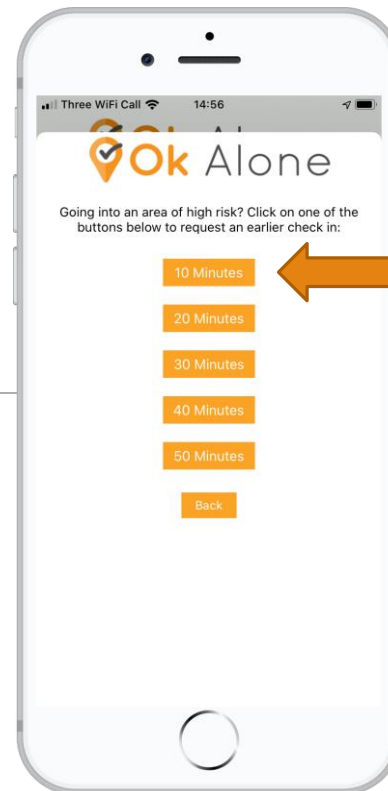 Three WiFi Call 14:56
Ok Alone
Going into an area of high risk? Click on one of the
buttons below to request an earlier check in:
10 Minutes
20 Minutes
30 Minutes
40 Minutes
50 Minutes
Back